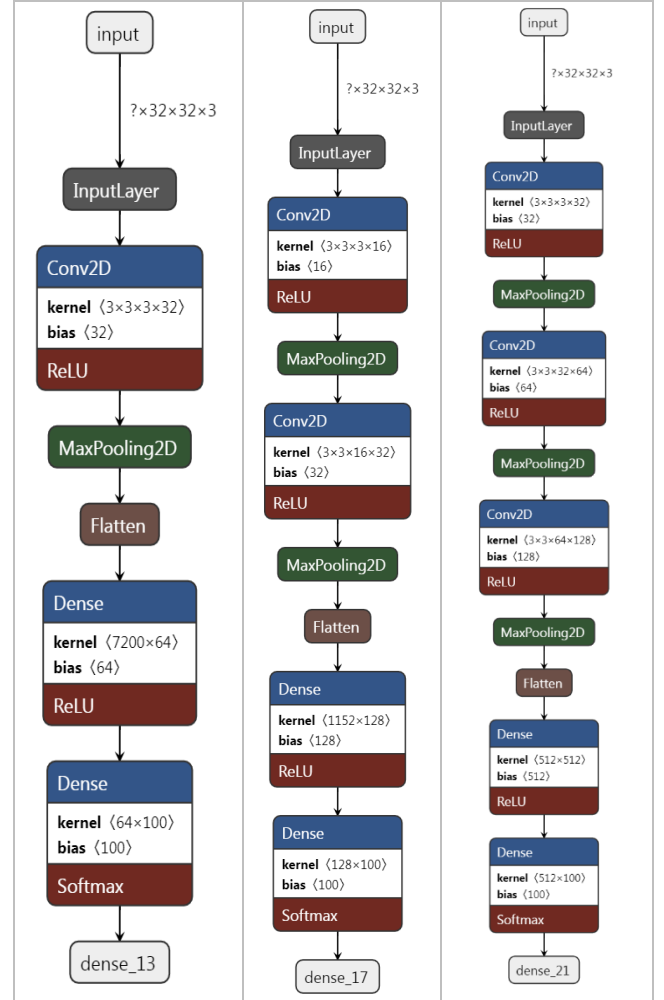 input
?×32×32×3
InputLayer
Conv2D
kernel ⟨3×3×3×32⟩
bias ⟨32⟩
ReLU
MaxPooling2D
Flatten
Dense
kernel ⟨7200×64⟩
bias ⟨64⟩
ReLU
Dense
kernel ⟨64×100⟩
bias ⟨100⟩
Softmax
dense_13
input
?×32×32×3
InputLayer
Conv2D
kernel ⟨3×3×3×16⟩
bias ⟨16⟩
ReLU
MaxPooling2D
Conv2D
kernel ⟨3×3×16×32⟩
bias ⟨32⟩
ReLU
MaxPooling2D
Flatten
Dense
kernel ⟨1152×128⟩
bias ⟨128⟩
ReLU
Dense
kernel ⟨128×100⟩
bias ⟨100⟩
Softmax
dense_17
input
?×32×32×3
InputLayer
Conv2D
kernel ⟨3×3×3×32⟩
bias ⟨32⟩
ReLU
MaxPooling2D
Conv2D
kernel ⟨3×3×32×64⟩
bias ⟨64⟩
ReLU
MaxPooling2D
Conv2D
kernel ⟨3×3×64×128⟩
bias ⟨128⟩
ReLU
MaxPooling2D
Flatten
Dense
kernel ⟨512×512⟩
bias ⟨512⟩
ReLU
Dense
kernel ⟨512×100⟩
bias ⟨100⟩
Softmax
dense_21